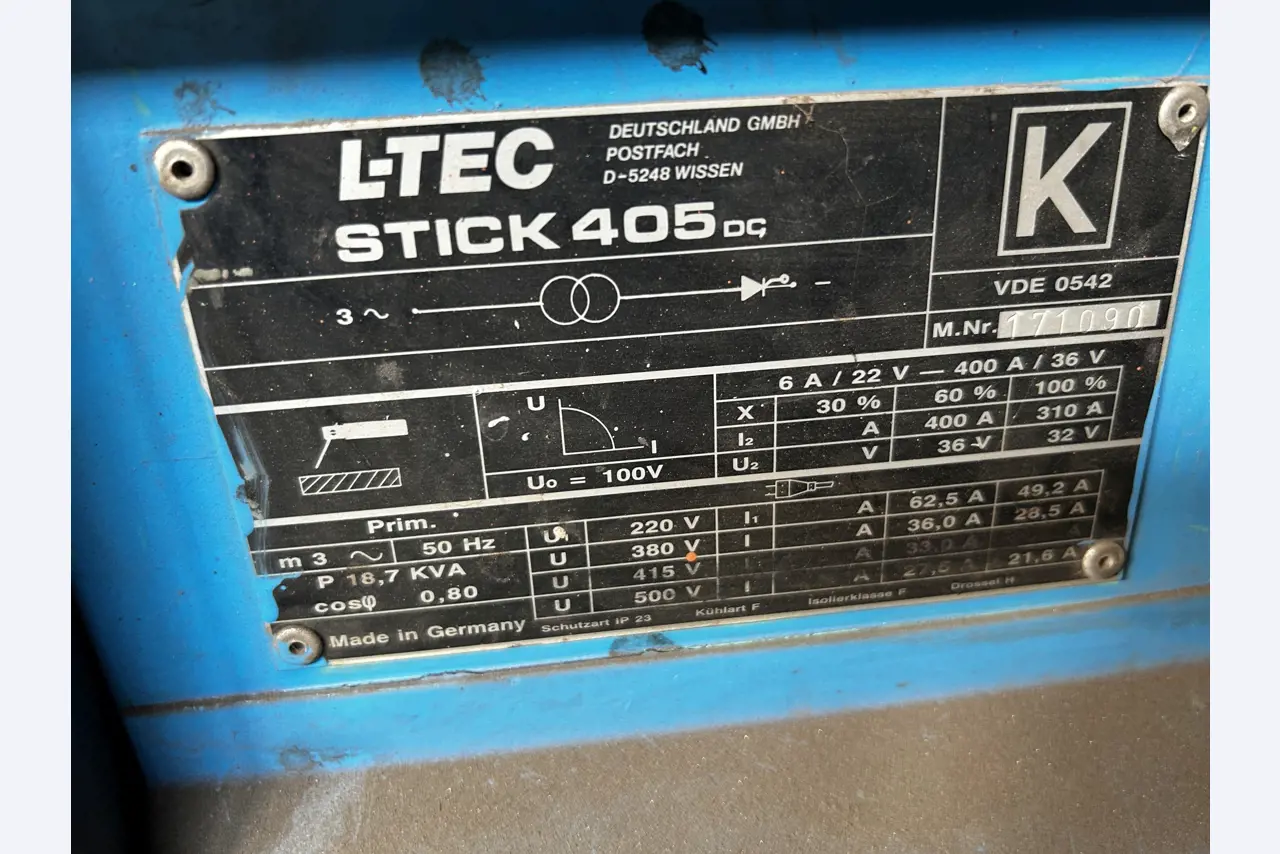 L-TEC
DEUTSCHLAND GMBH
POSTFACH
D-5248 WISSEN
STICK 405 DC
K
VDE 0542
M.Nr. 171090
3 ~ –
6 A / 22 V — 400 A / 36 V
X 30 % 60 % 100 %
I₂ A 400 A 310 A
U₂ V 36 V 32 V
U
I
U₀ = 100V
Prim.
m 3 ~ 50 Hz
P 18,7 KVA
cosφ 0,80
U₁ 220 V I₁ A 62,5 A 49,2 A
U 380 V I A 36,0 A 28,5 A
U 415 V I A 33,0 A
U 500 V I A 27,5 A 21,6 A
Made in Germany Schutzart IP 23 Kühlart F Isolierklasse F Drossel H